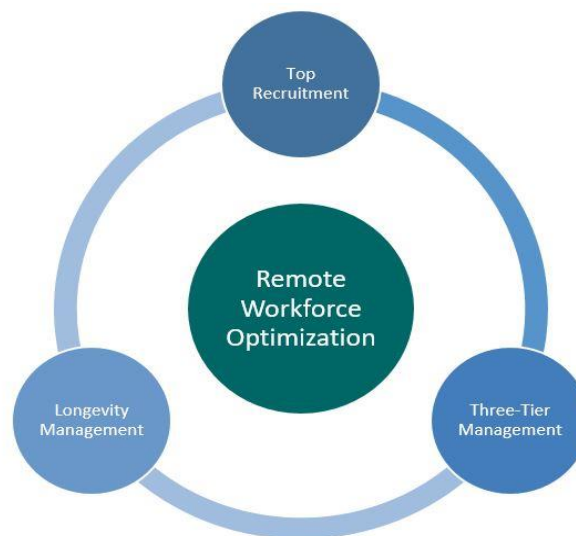 Top
Recruitment
Remote
Workforce
Optimization
Longevity
Management
Three-Tier
Management